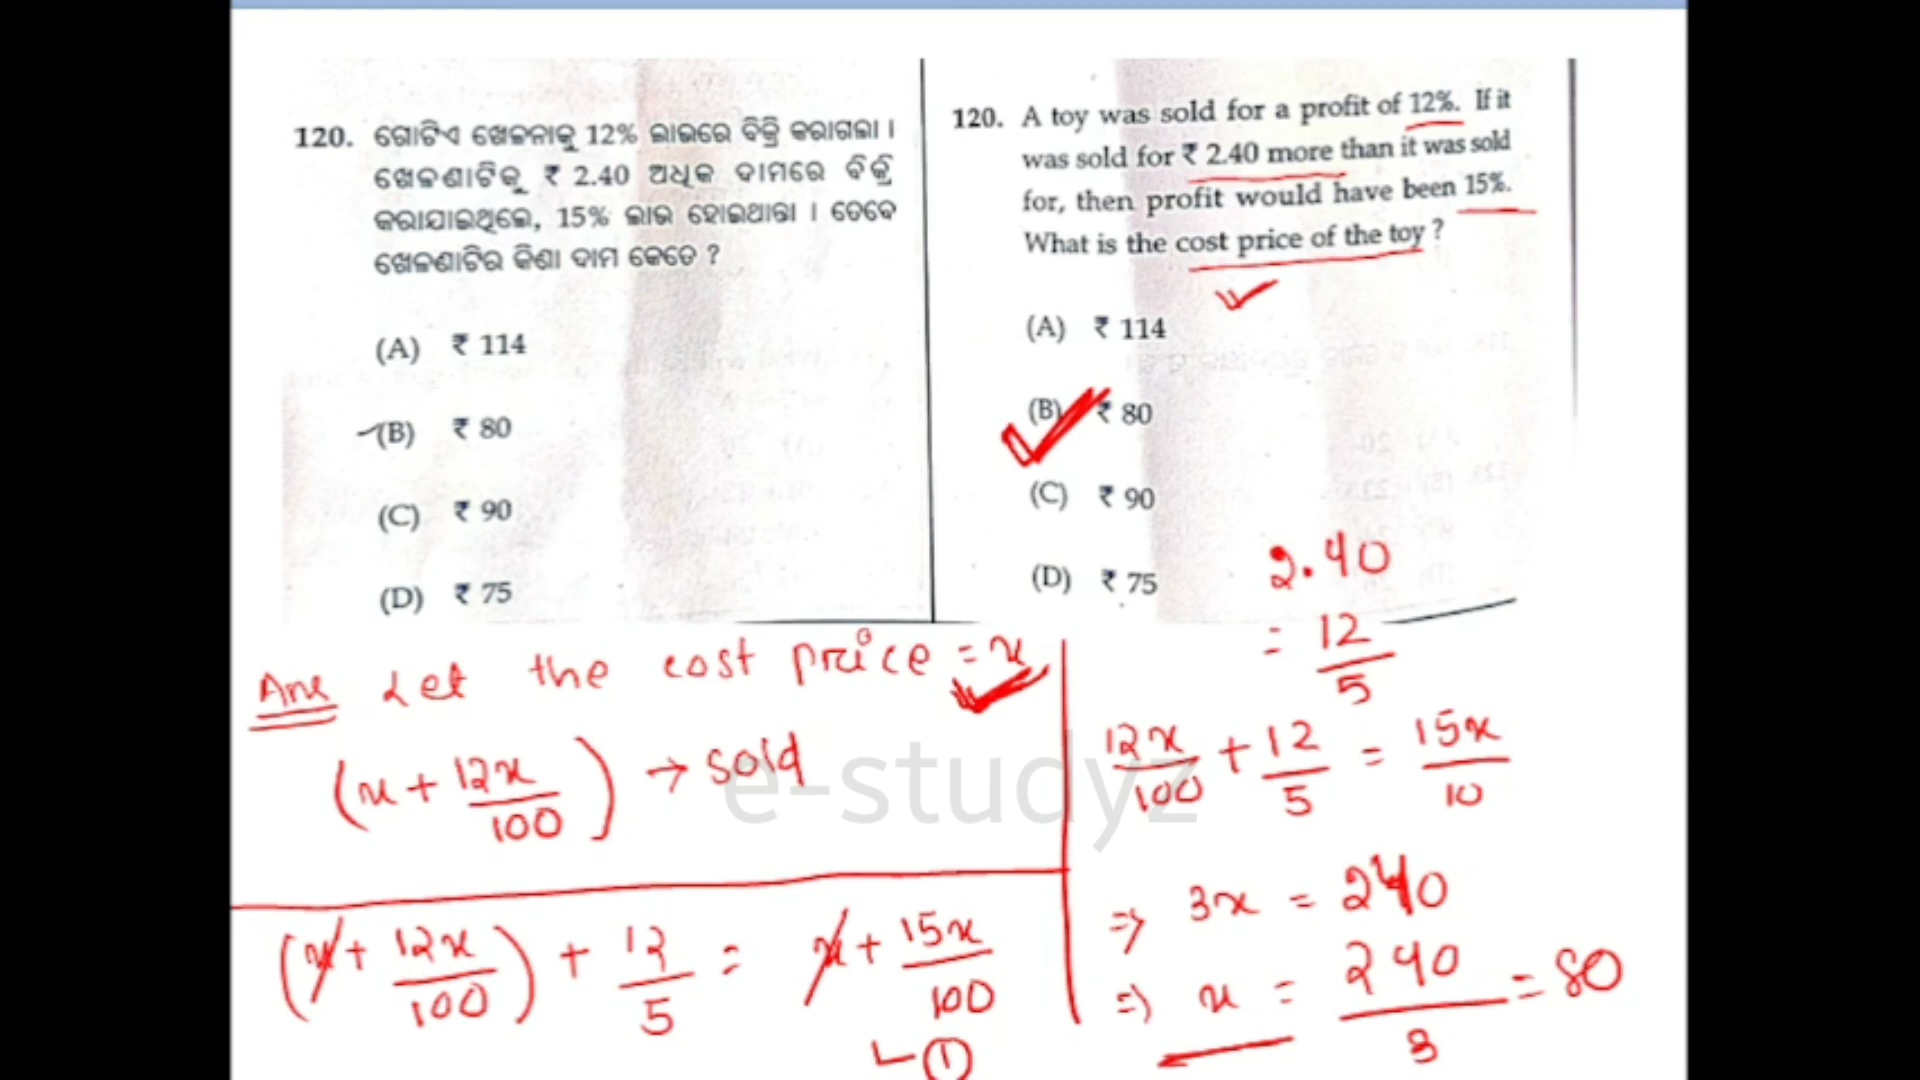 120. ଗୋଟିଏ ଖେଳନାକୁ 12% ଲାଭରେ ବିକ୍ରି କରାଗଲା ।
ଖେଳଣାଟିକୁ ₹ 2.40 ଅଧିକ ଦାମରେ ବିକ୍ରି
କରାଯାଇଥିଲେ, 15% ଲାଭ ହୋଇଥାନ୍ତା । ତେବେ
ଖେଳଣାଟିର କିଣା ଦାମ କେତେ ?
(A) ₹ 114
(B) ₹ 80
(C) ₹ 90
(D) ₹ 75
120. A toy was sold for a profit of 12%. If it
was sold for ₹ 2.40 more than it was sold
for, then profit would have been 15%.
What is the cost price of the toy ?
(A) ₹ 114
(B) ₹ 80
(C) ₹ 90
(D) ₹ 75
Ans Let the cost price = x
(x + 12x/100) → sold
(x + 12x/100) + 12/5 = x + 15x/100
①
2.40
= 12/5
12x/100 + 12/5 = 15x/10
⇒ 3x = 240
⇒ x = 240/3 = 80
e-studyz